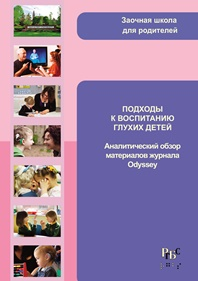 Заочная школа
для родителей
ПОДХОДЫ
К ВОСПИТАНИЮ
ГЛУХИХ ДЕТЕЙ
Аналитический обзор
материалов журнала
Odyssey